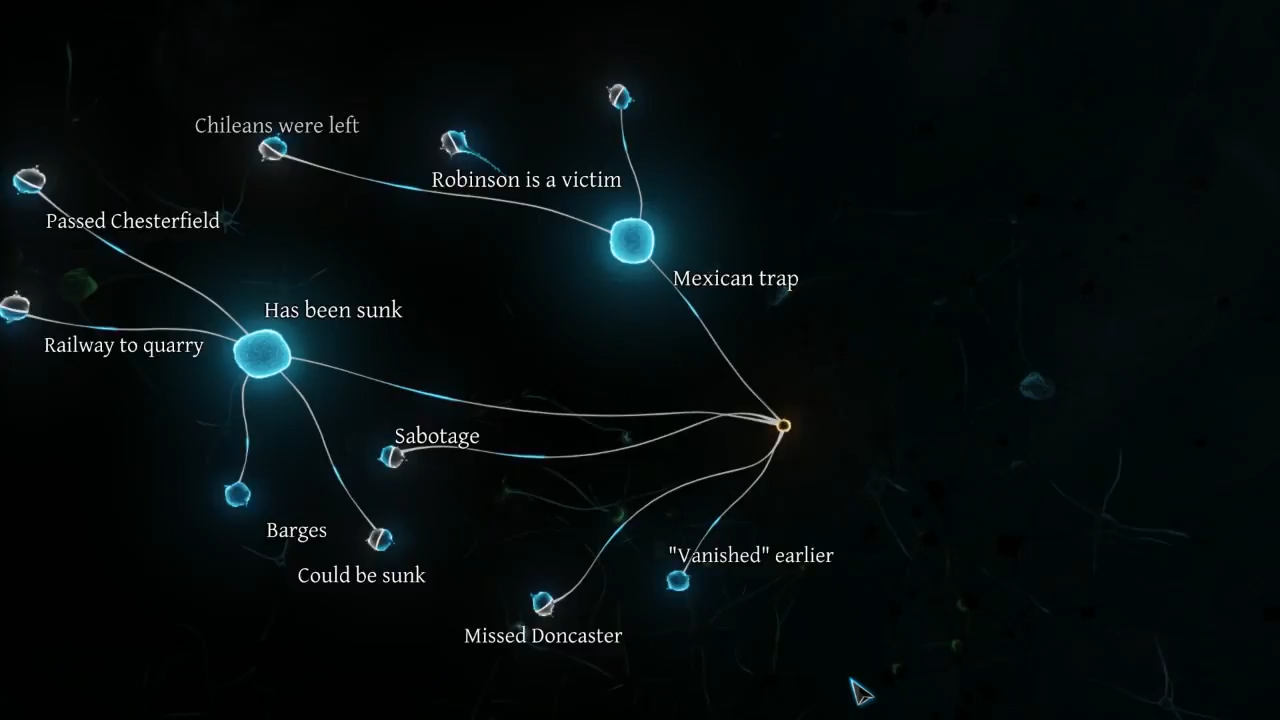 Chileans were left
Robinson is a victim
Passed Chesterfield
Mexican trap
Has been sunk
Railway to quarry
Sabotage
Barges
"Vanished" earlier
Could be sunk
Missed Doncaster